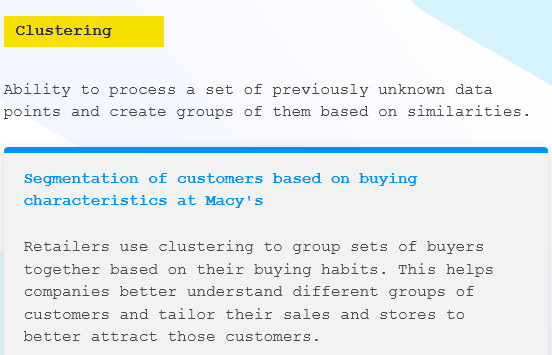 Clustering
Ability to process a set of previously unknown data
points and create groups of them based on similarities.
Segmentation of customers based on buying
characteristics at Macy's
Retailers use clustering to group sets of buyers
together based on their buying habits. This helps
companies better understand different groups of
customers and tailor their sales and stores to
better attract those customers.